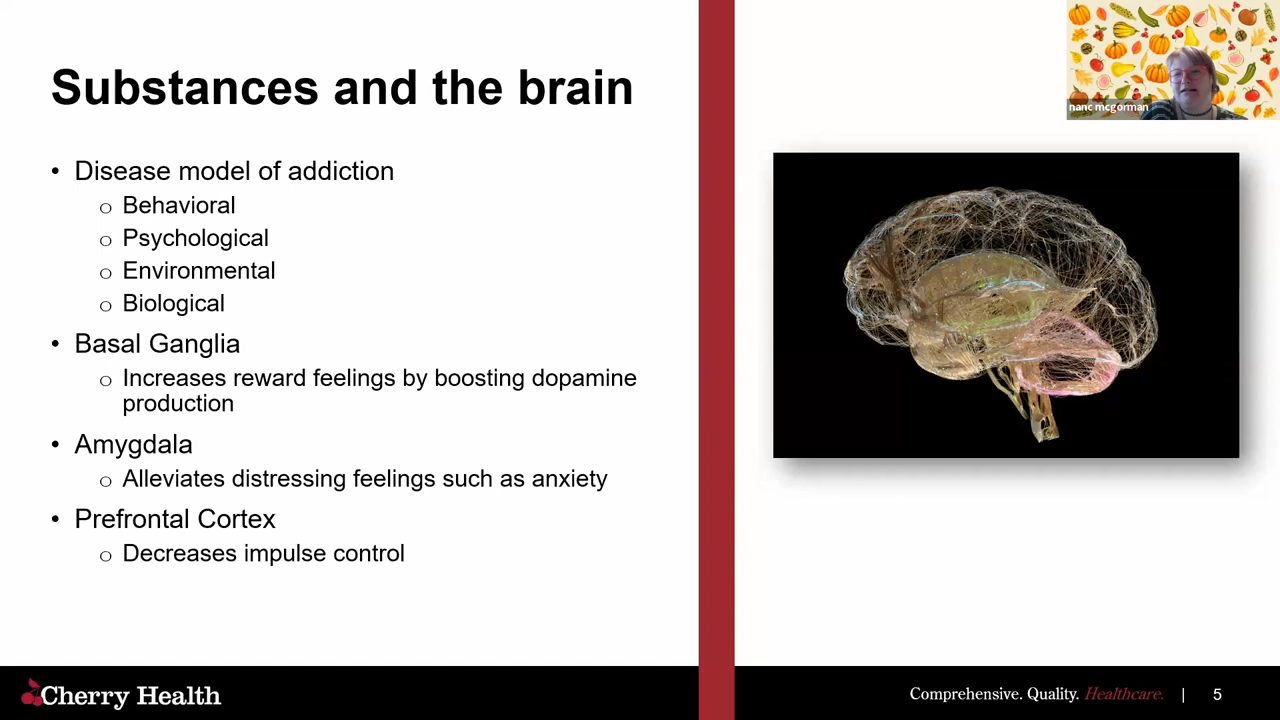 Substances and the brain
• Disease model of addiction
o Behavioral
o Psychological
o Environmental
o Biological
• Basal Ganglia
o Increases reward feelings by boosting dopamine
production
• Amygdala
o Alleviates distressing feelings such as anxiety
• Prefrontal Cortex
o Decreases impulse control
nanc mcgorman
Cherry Health
Comprehensive. Quality. Healthcare. | 5